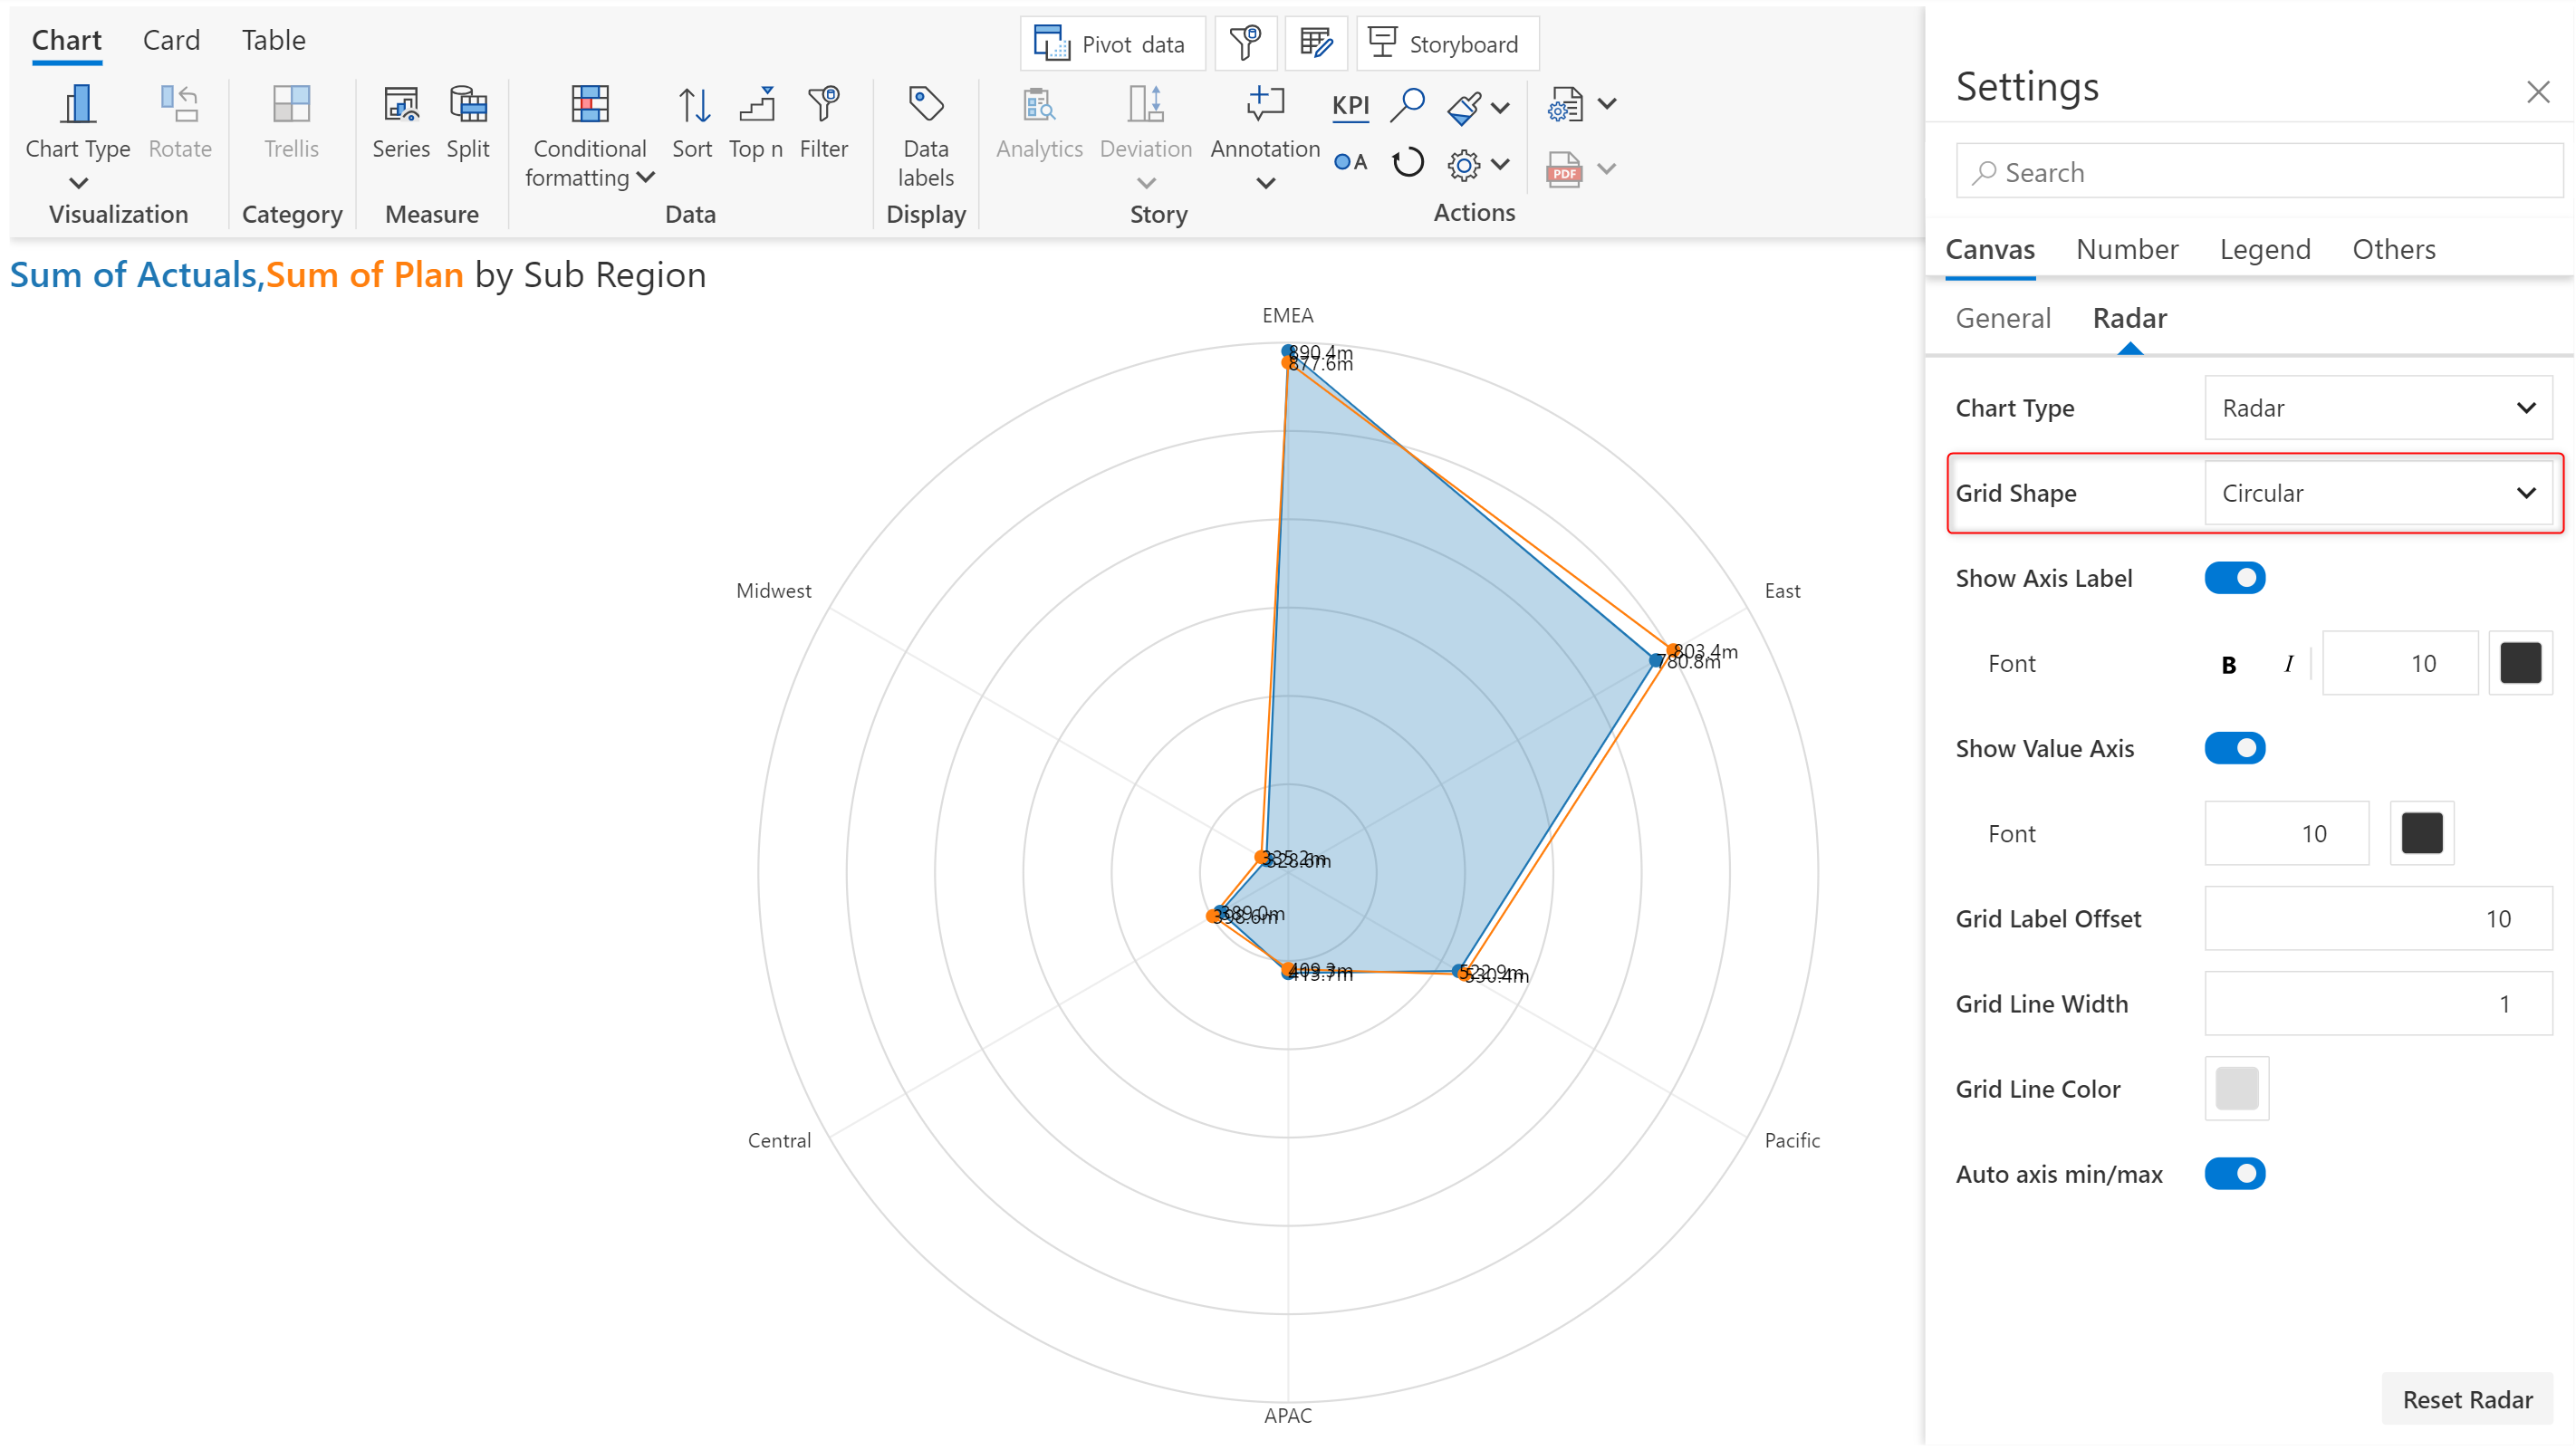 Chart Card Table
Pivot data
Storyboard
Chart Type
Rotate
Trellis
Series
Split
Conditional
formatting
Sort
Top n
Filter
Data
labels
Analytics
Deviation
Annotation
KPI
A
PDF
Visualization
Category
Measure
Data
Display
Story
Actions
Sum of Actuals,Sum of Plan by Sub Region
EMEA
890.4m
877.6m
Midwest
East
803.4m
780.8m
335.2m
328.6m
389.0m
398.6m
409.3m
413.7m
522.9m
530.4m
Central
Pacific
APAC
Settings
Search
Canvas Number Legend Others
General Radar
Chart Type Radar
Grid Shape Circular
Show Axis Label
Font B I 10
Show Value Axis
Font 10
Grid Label Offset 10
Grid Line Width 1
Grid Line Color
Auto axis min/max
Reset Radar